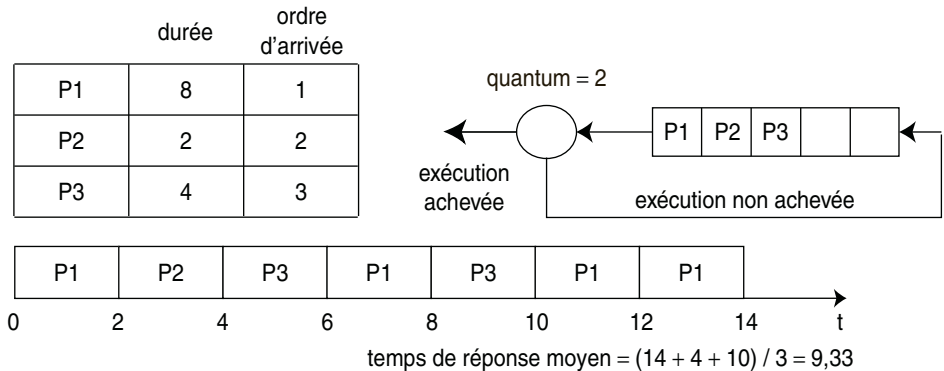 durée
ordre
d'arrivée
P1 8 1
P2 2 2
P3 4 3
quantum = 2
P1 P2 P3
exécution
achevée
exécution non achevée
P1 P2 P3 P1 P3 P1 P1
0 2 4 6 8 10 12 14 t
temps de réponse moyen = (14 + 4 + 10) / 3 = 9,33